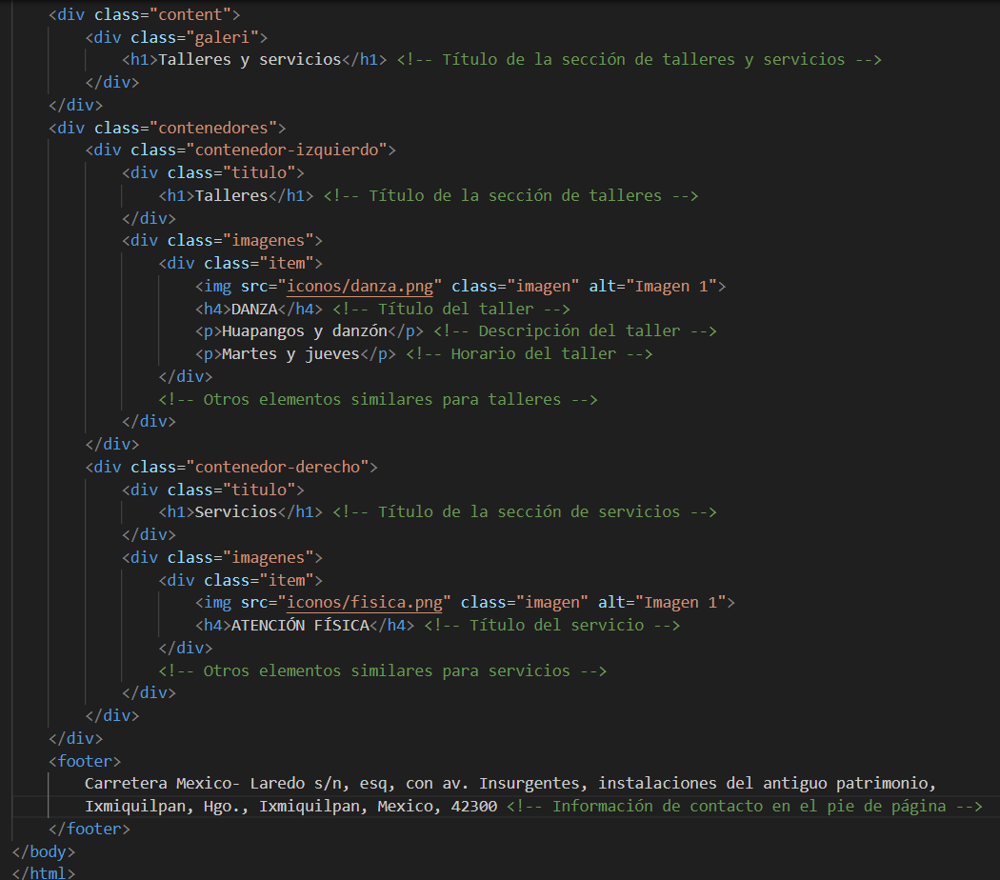 <div class="content">
<div class="galeri">
<h1>Talleres y servicios</h1> <!-- Título de la sección de talleres y servicios -->
</div>
</div>
<div class="contenedores">
<div class="contenedor-izquierdo">
<div class="titulo">
<h1>Talleres</h1> <!-- Título de la sección de talleres -->
</div>
<div class="imagenes">
<div class="item">
<img src="iconos/danza.png" class="imagen" alt="Imagen 1">
<h4>DANZA</h4> <!-- Título del taller -->
<p>Huapangos y danzón</p> <!-- Descripción del taller -->
<p>Martes y jueves</p> <!-- Horario del taller -->
</div>
<!-- Otros elementos similares para talleres -->
</div>
</div>
<div class="contenedor-derecho">
<div class="titulo">
<h1>Servicios</h1> <!-- Título de la sección de servicios -->
</div>
<div class="imagenes">
<div class="item">
<img src="iconos/fisica.png" class="imagen" alt="Imagen 1">
<h4>ATENCIÓN FÍSICA</h4> <!-- Título del servicio -->
</div>
<!-- Otros elementos similares para servicios -->
</div>
</div>
</div>
<footer>
Carretera Mexico- Laredo s/n, esq, con av. Insurgentes, instalaciones del antiguo patrimonio,
Ixmiquilpan, Hgo., Ixmiquilpan, Mexico, 42300 <!-- Información de contacto en el pie de página -->
</footer>
</body>
</html>